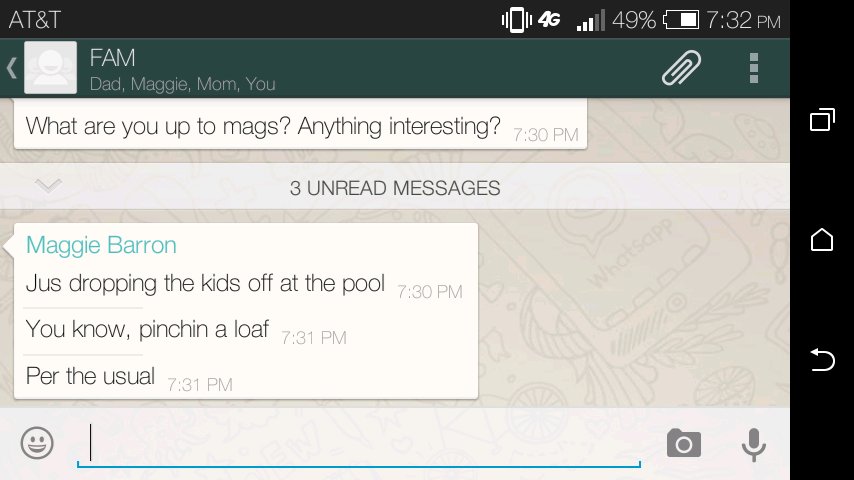 AT&T 4G 49% 7:32 PM
FAM
Dad, Maggie, Mom, You
What are you up to mags? Anything interesting? 7:30 PM
3 UNREAD MESSAGES
Maggie Barron
Jus dropping the kids off at the pool 7:30 PM
You know, pinchin a loaf 7:31 PM
Per the usual 7:31 PM
WhatsApp